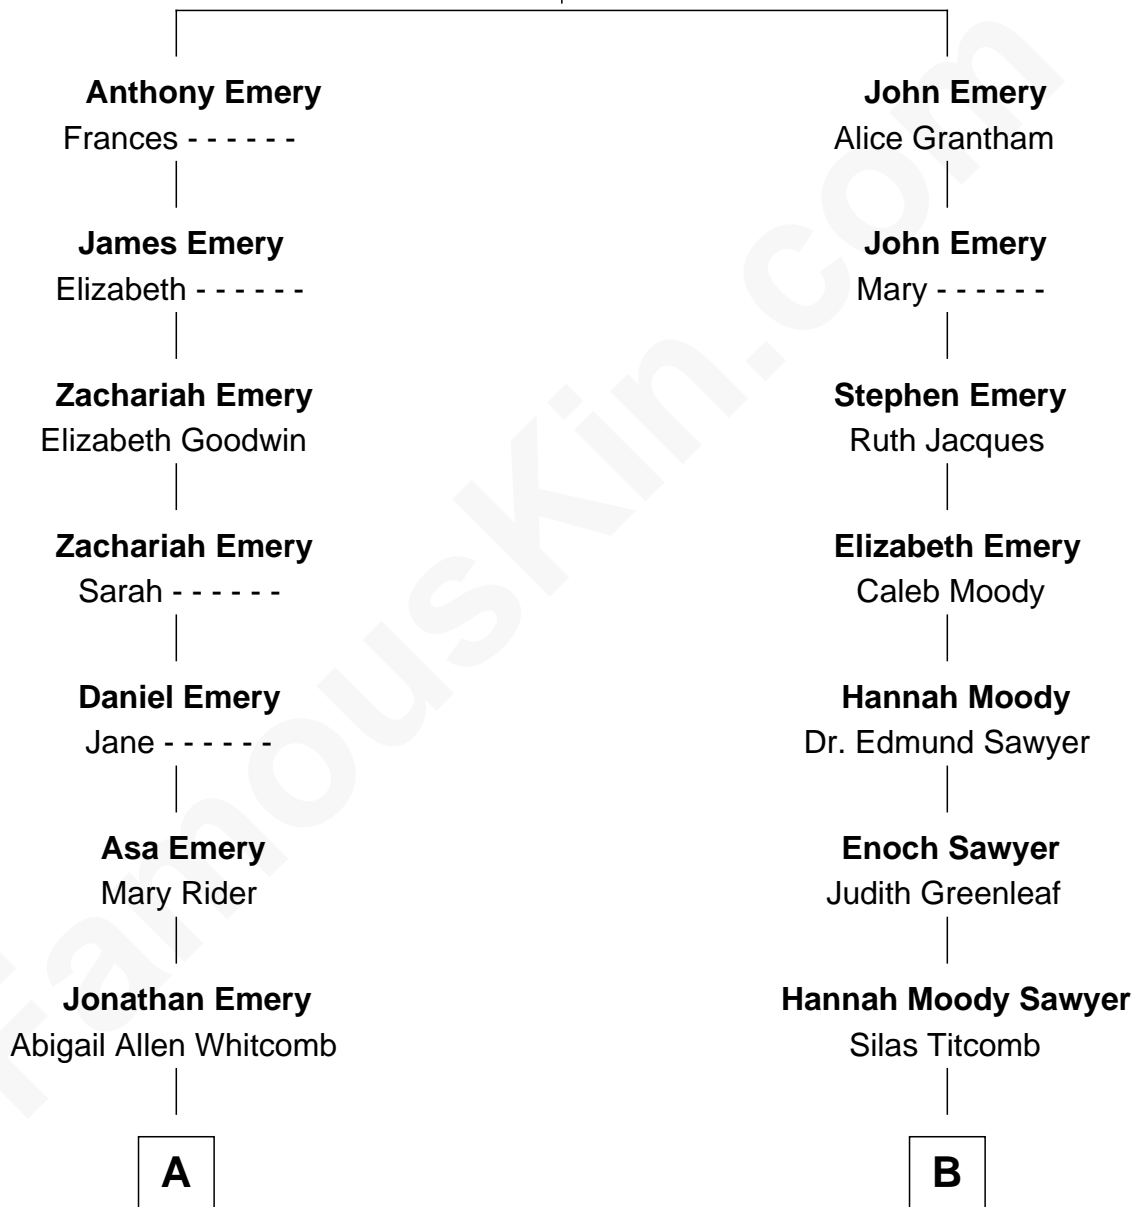 Anthony Emery
Frances - - - - - -
John Emery
Alice Grantham
James Emery
Elizabeth - - - - - -
John Emery
Mary - - - - - -
Zachariah Emery
Elizabeth Goodwin
Stephen Emery
Ruth Jacques
Zachariah Emery
Sarah - - - - - -
Elizabeth Emery
Caleb Moody
Daniel Emery
Jane - - - - - -
Hannah Moody
Dr. Edmund Sawyer
Asa Emery
Mary Rider
Enoch Sawyer
Judith Greenleaf
Jonathan Emery
Abigail Allen Whitcomb
Hannah Moody Sawyer
Silas Titcomb
A
B
FamousKin.com